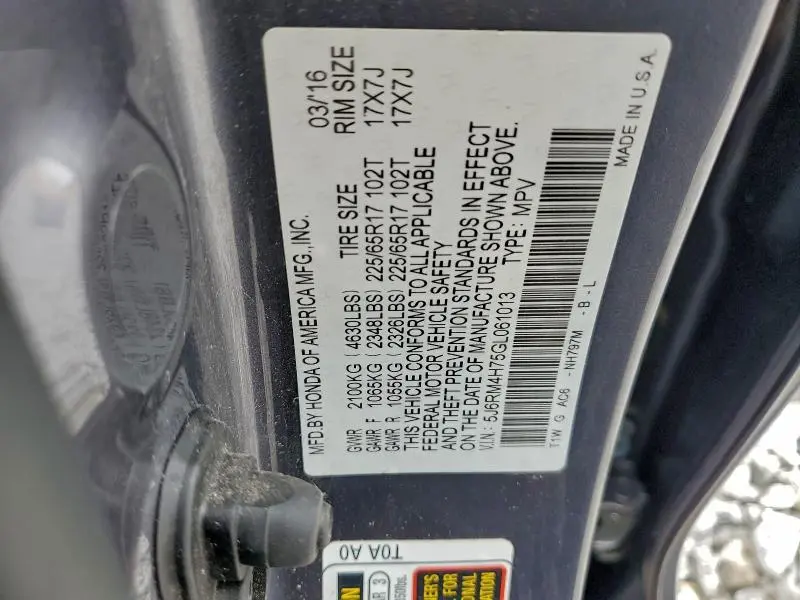 MFD.BY HONDA OF AMERICA MFG.,INC. 03/'16
TIRE SIZE RIM SIZE
GVWR 2100KG (4630LBS)
GAWR F 1065KG (2348LBS) 225/65R17 102T 17X7J
GAWR R 1055KG (2326LBS) 225/65R17 102T 17X7J
THIS VEHICLE CONFORMS TO ALL APPLICABLE
FEDERAL MOTOR VEHICLE SAFETY
AND THEFT PREVENTION STANDARDS IN EFFECT
ON THE DATE OF MANUFACTURE SHOWN ABOVE.
V.I.N.: 5J6RM4H75GL061013 TYPE: MPV
T1W G AC6 -NH797M -B-L
MADE IN U.S.A.
T0A A0